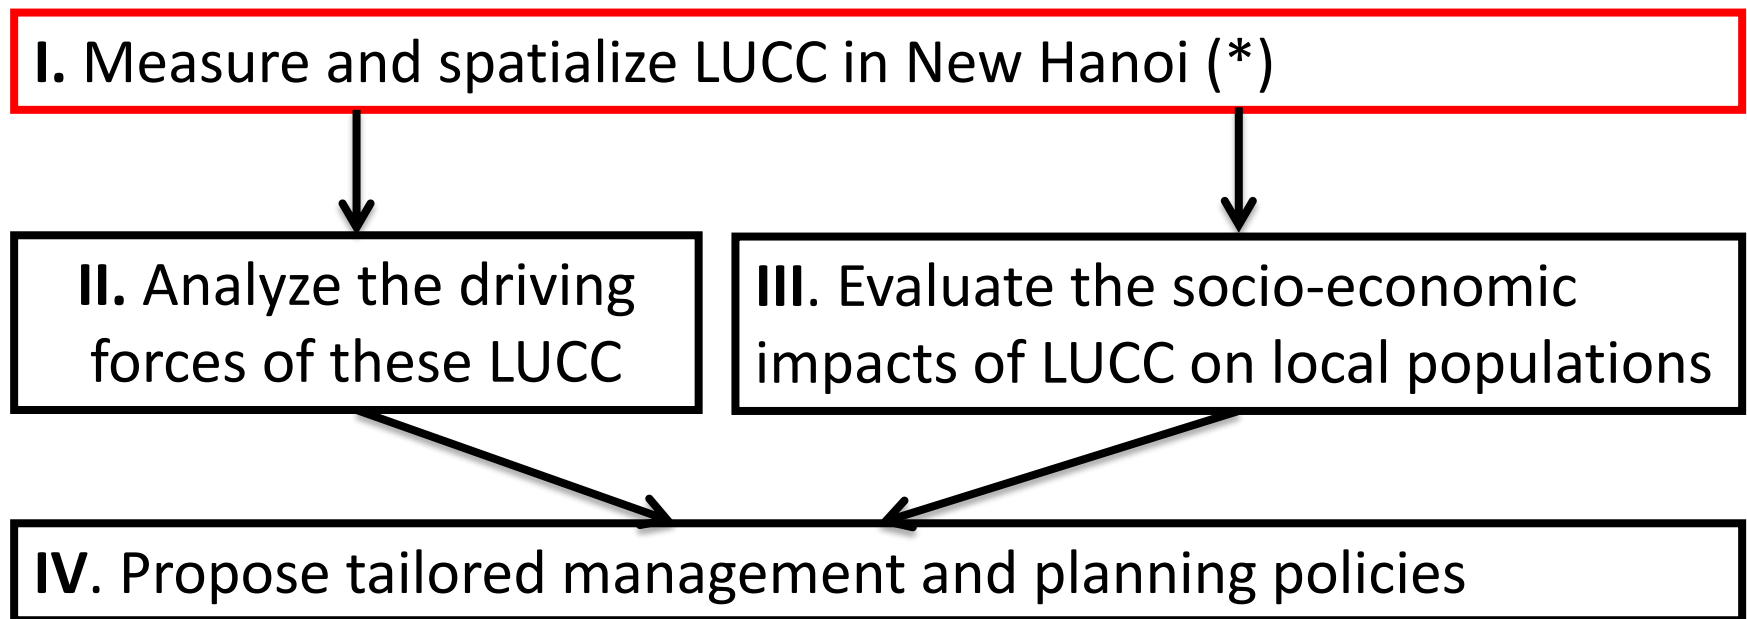 I. Measure and spatialize LUCC in New Hanoi (*)
II. Analyze the driving
forces of these LUCC
III. Evaluate the socio-economic
impacts of LUCC on local populations
IV. Propose tailored management and planning policies